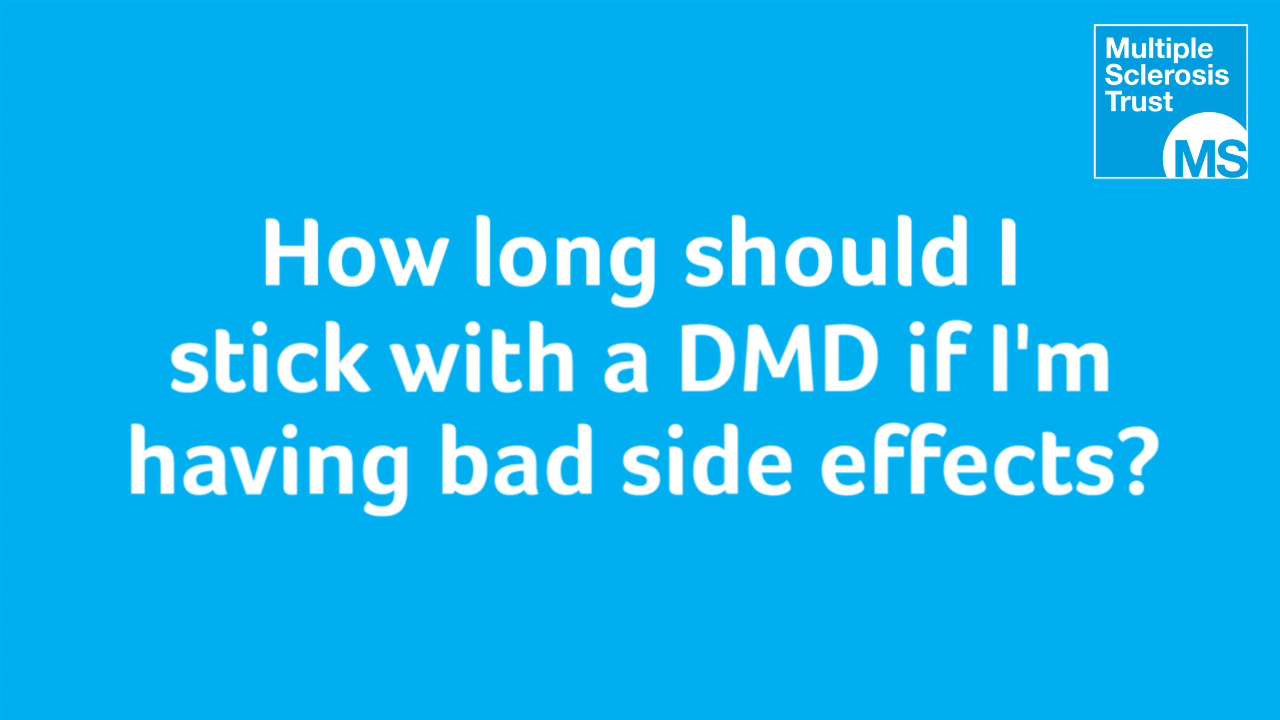 Multiple
Sclerosis
Trust
MS
How long should I
stick with a DMD if I'm
having bad side effects?